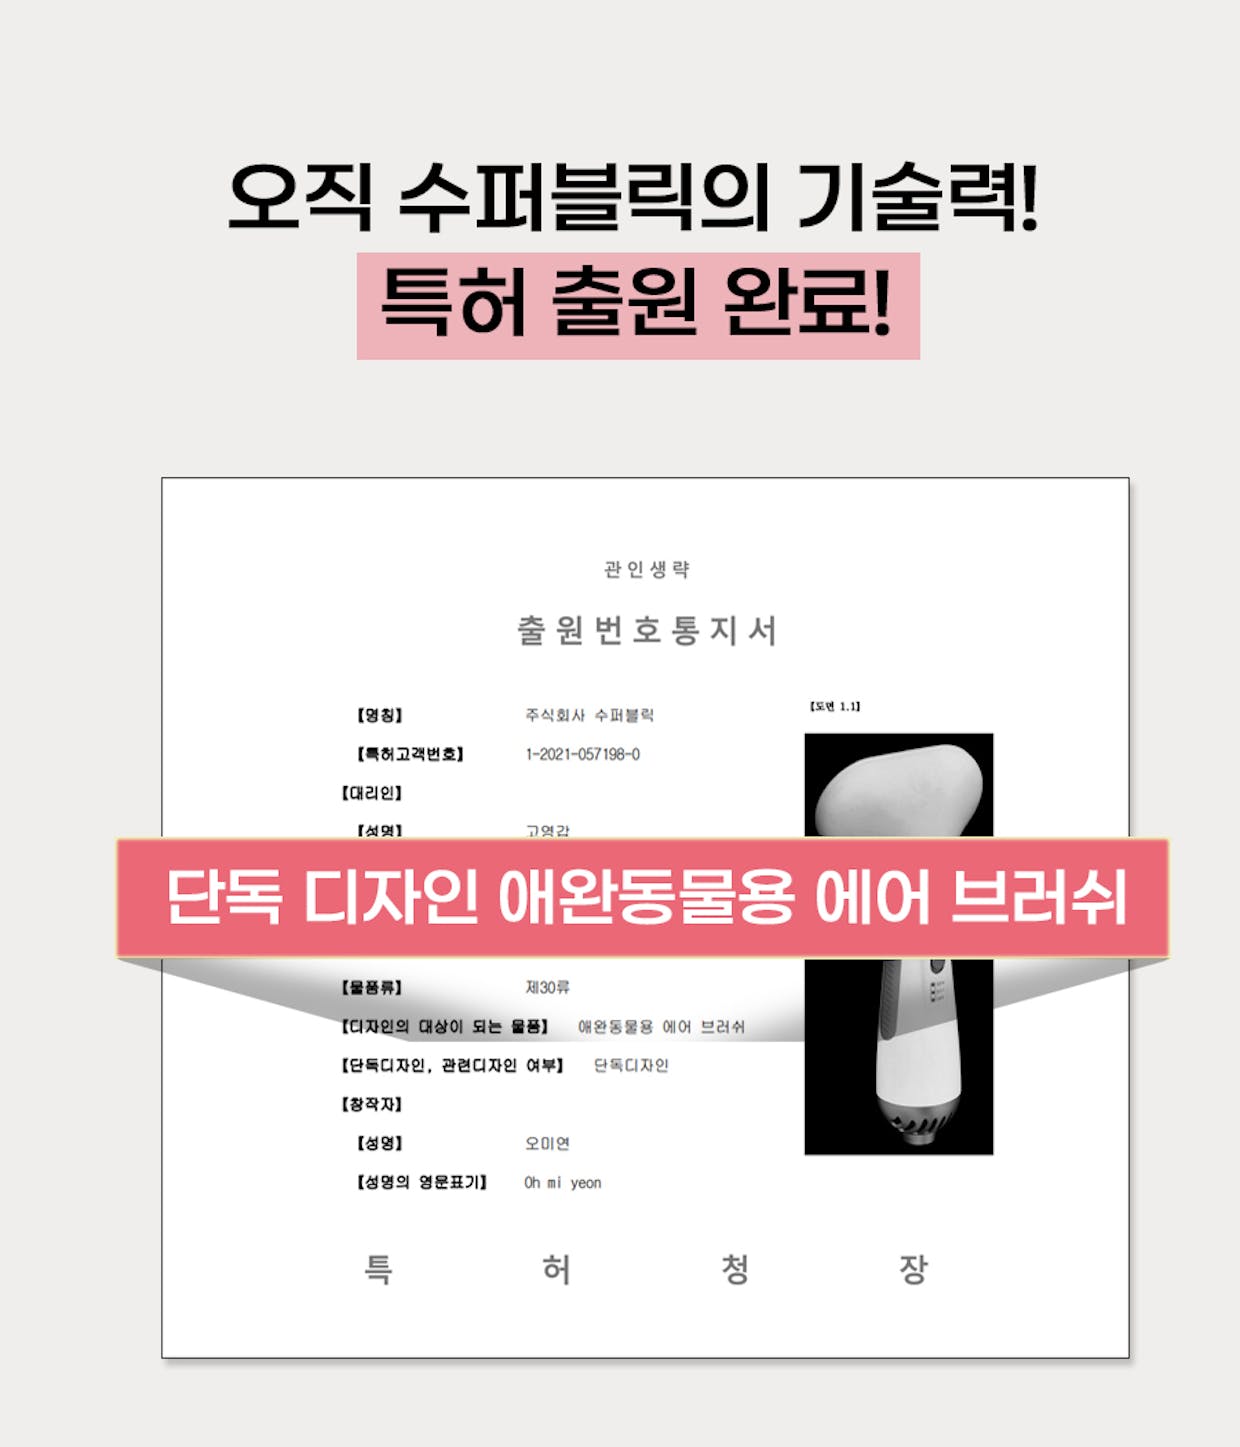 오직 수퍼블릭의 기술력!
특허 출원 완료!
관인생략
출원번호통지서
【명칭】 주식회사 수퍼블릭
【도면 1.1】
【특허고객번호】 1-2021-057198-0
【대리인】
【성명】 고영갑
단독 디자인 애완동물용 에어 브러쉬
【물품류】 제30류
【디자인의 대상이 되는 물품】 애완동물용 에어 브러쉬
【단독디자인, 관련디자인 여부】 단독디자인
【창작자】
【성명】 오미연
【성명의 영문표기】 Oh mi yeon
특 허 청 장